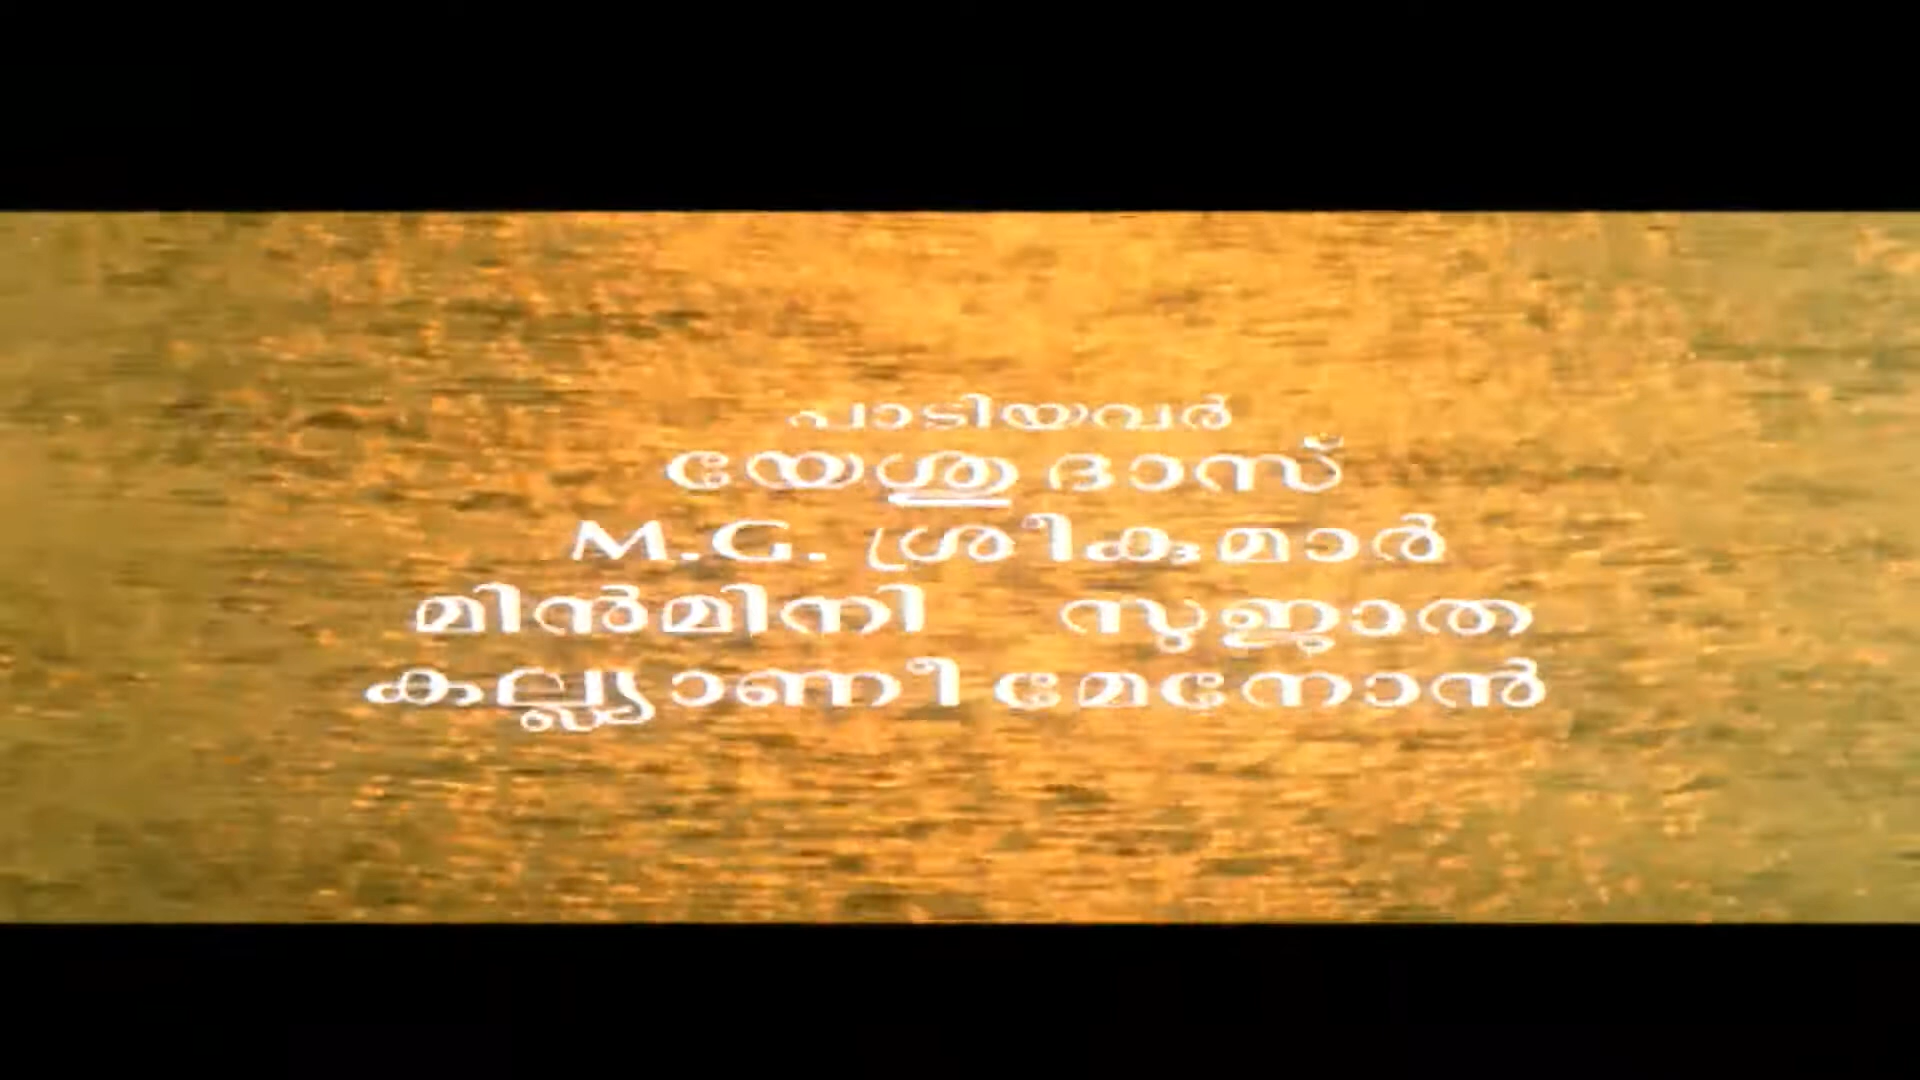 പാടിയവർ
യേശു ദാസ്
M.G. ശ്രീകുമാർ
മിൻമിനി സുജാത
കല്ല്യാണീ മേനോൻ